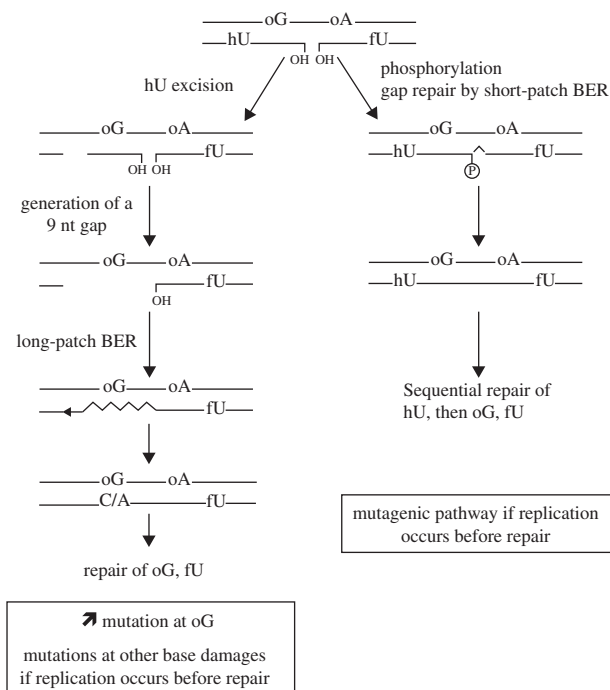 oG oA
hU fU
OH OH
hU excision
phosphorylation
gap repair by short-patch BER
oG oA
fU
OH OH
oG oA
hU fU
P
generation of a
9 nt gap
oG oA
fU
OH
oG oA
hU fU
long-patch BER
oG oA
fU
Sequential repair of
hU, then oG, fU
oG oA
C/A fU
mutagenic pathway if replication
occurs before repair
repair of oG, fU
mutation at oG
mutations at other base damages
if replication occurs before repair